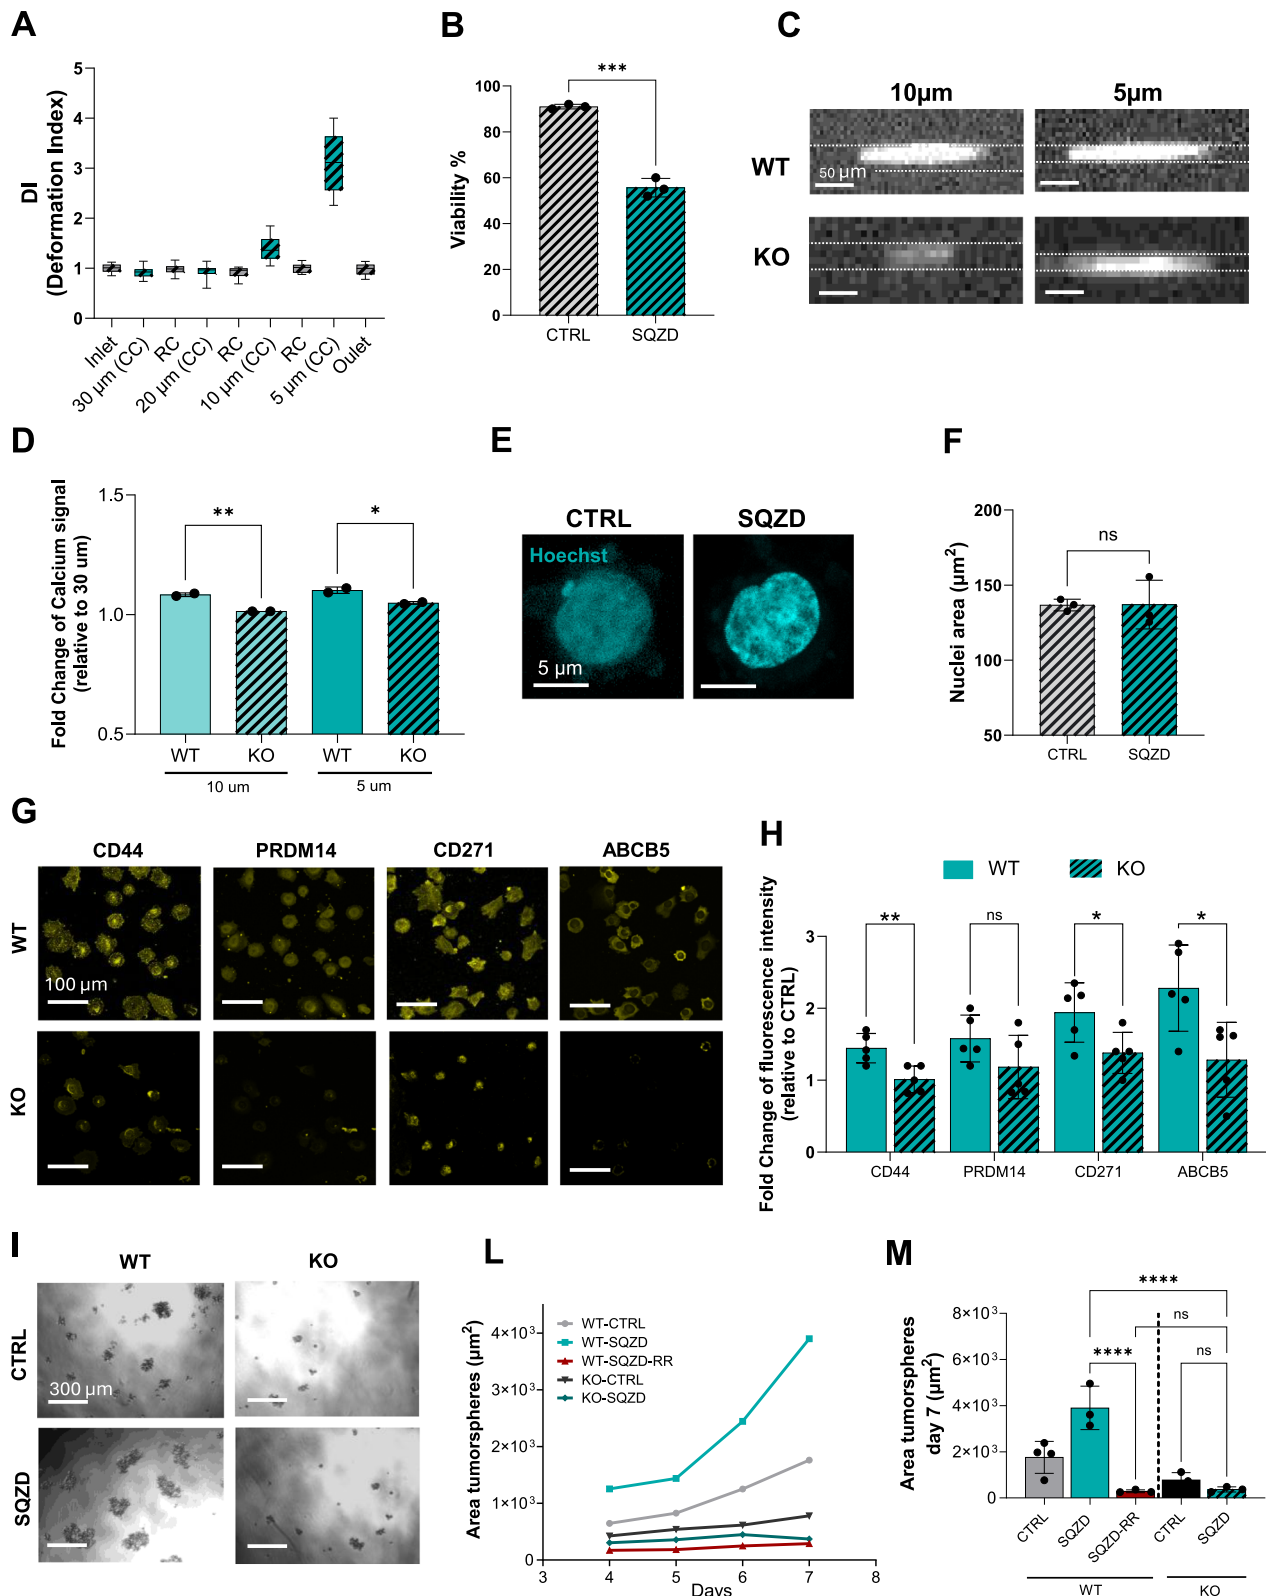 A
DI
(Deformation Index)
5
4
3
2
1
0
Inlet
30 µm (CC)
RC
20 µm (CC)
RC
10 µm (CC)
RC
5 µm (CC)
Oulet
B
Viability %
100
80
60
40
20
0
***
CTRL
SQZD
C
10µm
5µm
WT
50 µm
KO
D
Fold Change of Calcium signal
(relative to 30 um)
1.5
1.0
0.5
**
*
WT
KO
WT
KO
10 um
5 um
E
CTRL
SQZD
Hoechst
5 µm
F
Nuclei area (µm²)
200
150
100
50
ns
CTRL
SQZD
G
CD44
PRDM14
CD271
ABCB5
WT
100 µm
KO
H
WT
KO
Fold Change of fluorescence intensity
(relative to CTRL)
3
2
1
0
**
ns
*
*
CD44
PRDM14
CD271
ABCB5
I
WT
KO
CTRL
300 µm
SQZD
L
Area tumorspheres (µm²)
4×10³
3×10³
2×10³
1×10³
0
WT-CTRL
WT-SQZD
WT-SQZD-RR
KO-CTRL
KO-SQZD
3
4
5
6
7
8
Days
M
Area tumorspheres
day 7 (µm²)
8×10³
6×10³
4×10³
2×10³
0
****
ns
****
ns
CTRL
SQZD
SQZD-RR
CTRL
SQZD
WT
KO